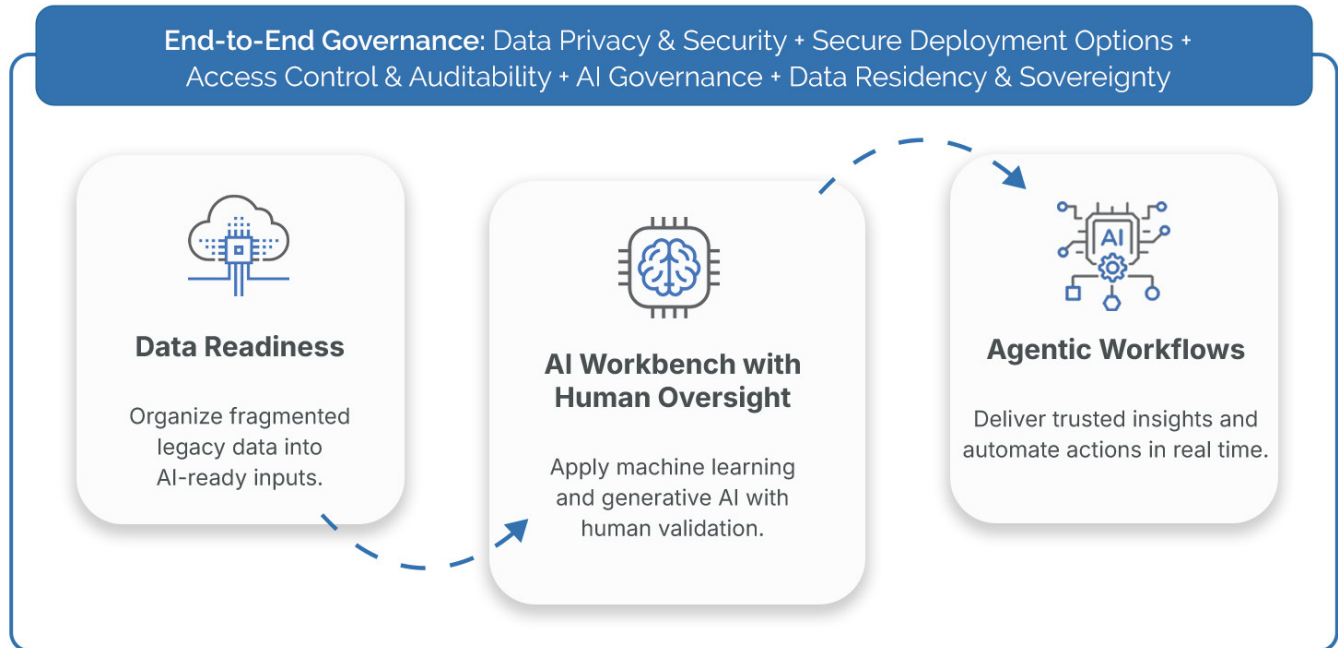 End-to-End Governance: Data Privacy & Security + Secure Deployment Options +
Access Control & Auditability + AI Governance + Data Residency & Sovereignty
Data Readiness
Organize fragmented
legacy data into
AI-ready inputs.
AI Workbench with
Human Oversight
Apply machine learning
and generative AI with
human validation.
AI
Agentic Workflows
Deliver trusted insights and
automate actions in real time.